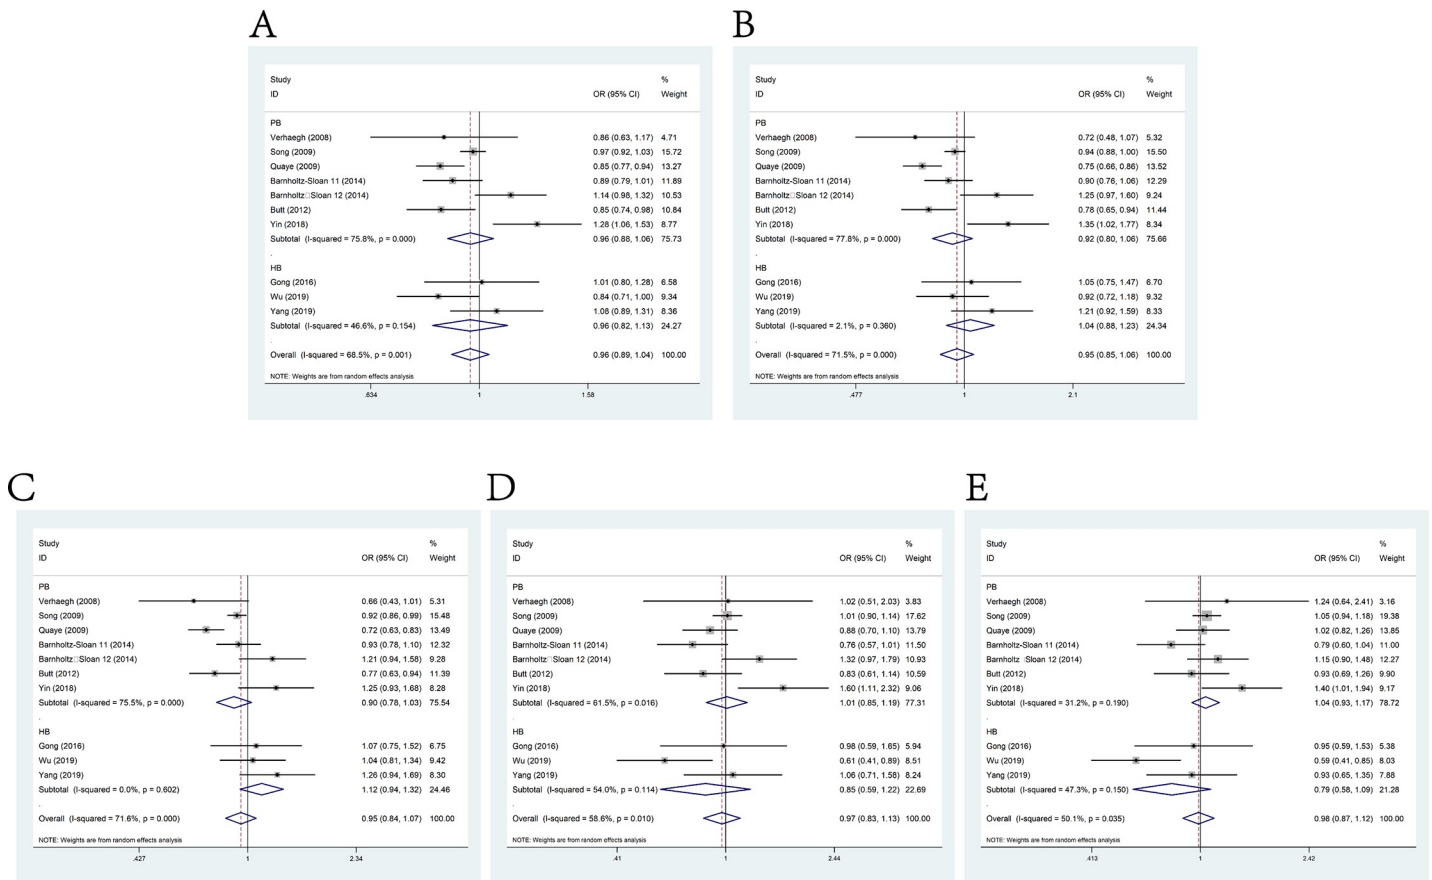 A
Study %
ID OR (95% CI) Weight
PB
Verhaegh (2008) 0.86 (0.63, 1.17) 4.71
Song (2009) 0.97 (0.92, 1.03) 15.72
Quaye (2009) 0.85 (0.77, 0.94) 13.27
Barnholtz-Sloan 11 (2014) 0.89 (0.79, 1.01) 11.89
Barnholtz□Sloan 12 (2014) 1.14 (0.98, 1.32) 10.53
Butt (2012) 0.85 (0.74, 0.98) 10.84
Yin (2018) 1.28 (1.06, 1.53) 8.77
Subtotal (I-squared = 75.8%, p = 0.000) 0.96 (0.88, 1.06) 75.73
.
HB
Gong (2016) 1.01 (0.80, 1.28) 6.58
Wu (2019) 0.84 (0.71, 1.00) 9.34
Yang (2019) 1.08 (0.89, 1.31) 8.36
Subtotal (I-squared = 46.6%, p = 0.154) 0.96 (0.82, 1.13) 24.27
.
Overall (I-squared = 68.5%, p = 0.001) 0.96 (0.89, 1.04) 100.00
NOTE: Weights are from random effects analysis
.634 1 1.58
B
Study %
ID OR (95% CI) Weight
PB
Verhaegh (2008) 0.72 (0.48, 1.07) 5.32
Song (2009) 0.94 (0.88, 1.00) 15.50
Quaye (2009) 0.75 (0.66, 0.86) 13.52
Barnholtz-Sloan 11 (2014) 0.90 (0.76, 1.06) 12.29
Barnholtz□Sloan 12 (2014) 1.25 (0.97, 1.60) 9.24
Butt (2012) 0.78 (0.65, 0.94) 11.44
Yin (2018) 1.35 (1.02, 1.77) 8.34
Subtotal (I-squared = 77.8%, p = 0.000) 0.92 (0.80, 1.06) 75.66
.
HB
Gong (2016) 1.05 (0.75, 1.47) 6.70
Wu (2019) 0.92 (0.72, 1.18) 9.32
Yang (2019) 1.21 (0.92, 1.59) 8.33
Subtotal (I-squared = 2.1%, p = 0.360) 1.04 (0.88, 1.23) 24.34
.
Overall (I-squared = 71.5%, p = 0.000) 0.95 (0.85, 1.06) 100.00
NOTE: Weights are from random effects analysis
.477 1 2.1
C
Study %
ID OR (95% CI) Weight
PB
Verhaegh (2008) 0.66 (0.43, 1.01) 5.31
Song (2009) 0.92 (0.86, 0.99) 15.48
Quaye (2009) 0.72 (0.63, 0.83) 13.49
Barnholtz-Sloan 11 (2014) 0.93 (0.78, 1.10) 12.32
Barnholtz□Sloan 12 (2014) 1.21 (0.94, 1.58) 9.28
Butt (2012) 0.77 (0.63, 0.94) 11.39
Yin (2018) 1.25 (0.93, 1.68) 8.28
Subtotal (I-squared = 75.5%, p = 0.000) 0.90 (0.78, 1.03) 75.54
.
HB
Gong (2016) 1.07 (0.75, 1.52) 6.75
Wu (2019) 1.04 (0.81, 1.34) 9.42
Yang (2019) 1.26 (0.94, 1.69) 8.30
Subtotal (I-squared = 0.0%, p = 0.602) 1.12 (0.94, 1.32) 24.46
.
Overall (I-squared = 71.6%, p = 0.000) 0.95 (0.84, 1.07) 100.00
NOTE: Weights are from random effects analysis
.427 1 2.34
D
Study %
ID OR (95% CI) Weight
PB
Verhaegh (2008) 1.02 (0.51, 2.03) 3.83
Song (2009) 1.01 (0.90, 1.14) 17.62
Quaye (2009) 0.88 (0.70, 1.10) 13.79
Barnholtz-Sloan 11 (2014) 0.76 (0.57, 1.01) 11.50
Barnholtz□Sloan 12 (2014) 1.32 (0.97, 1.79) 10.93
Butt (2012) 0.83 (0.61, 1.14) 10.59
Yin (2018) 1.60 (1.11, 2.32) 9.06
Subtotal (I-squared = 61.5%, p = 0.016) 1.01 (0.85, 1.19) 77.31
.
HB
Gong (2016) 0.98 (0.59, 1.65) 5.94
Wu (2019) 0.61 (0.41, 0.89) 8.51
Yang (2019) 1.06 (0.71, 1.58) 8.24
Subtotal (I-squared = 54.0%, p = 0.114) 0.85 (0.59, 1.22) 22.69
.
Overall (I-squared = 58.6%, p = 0.010) 0.97 (0.83, 1.13) 100.00
NOTE: Weights are from random effects analysis
.41 1 2.44
E
Study %
ID OR (95% CI) Weight
PB
Verhaegh (2008) 1.24 (0.64, 2.41) 3.16
Song (2009) 1.05 (0.94, 1.18) 19.38
Quaye (2009) 1.02 (0.82, 1.26) 13.85
Barnholtz-Sloan 11 (2014) 0.79 (0.60, 1.04) 11.00
Barnholtz□Sloan 12 (2014) 1.15 (0.90, 1.48) 12.27
Butt (2012) 0.93 (0.69, 1.26) 9.90
Yin (2018) 1.40 (1.01, 1.94) 9.17
Subtotal (I-squared = 31.2%, p = 0.190) 1.04 (0.93, 1.17) 78.72
.
HB
Gong (2016) 0.95 (0.59, 1.53) 5.38
Wu (2019) 0.59 (0.41, 0.85) 8.03
Yang (2019) 0.93 (0.65, 1.35) 7.88
Subtotal (I-squared = 47.3%, p = 0.150) 0.79 (0.58, 1.09) 21.28
.
Overall (I-squared = 50.1%, p = 0.035) 0.98 (0.87, 1.12) 100.00
NOTE: Weights are from random effects analysis
.413 1 2.42